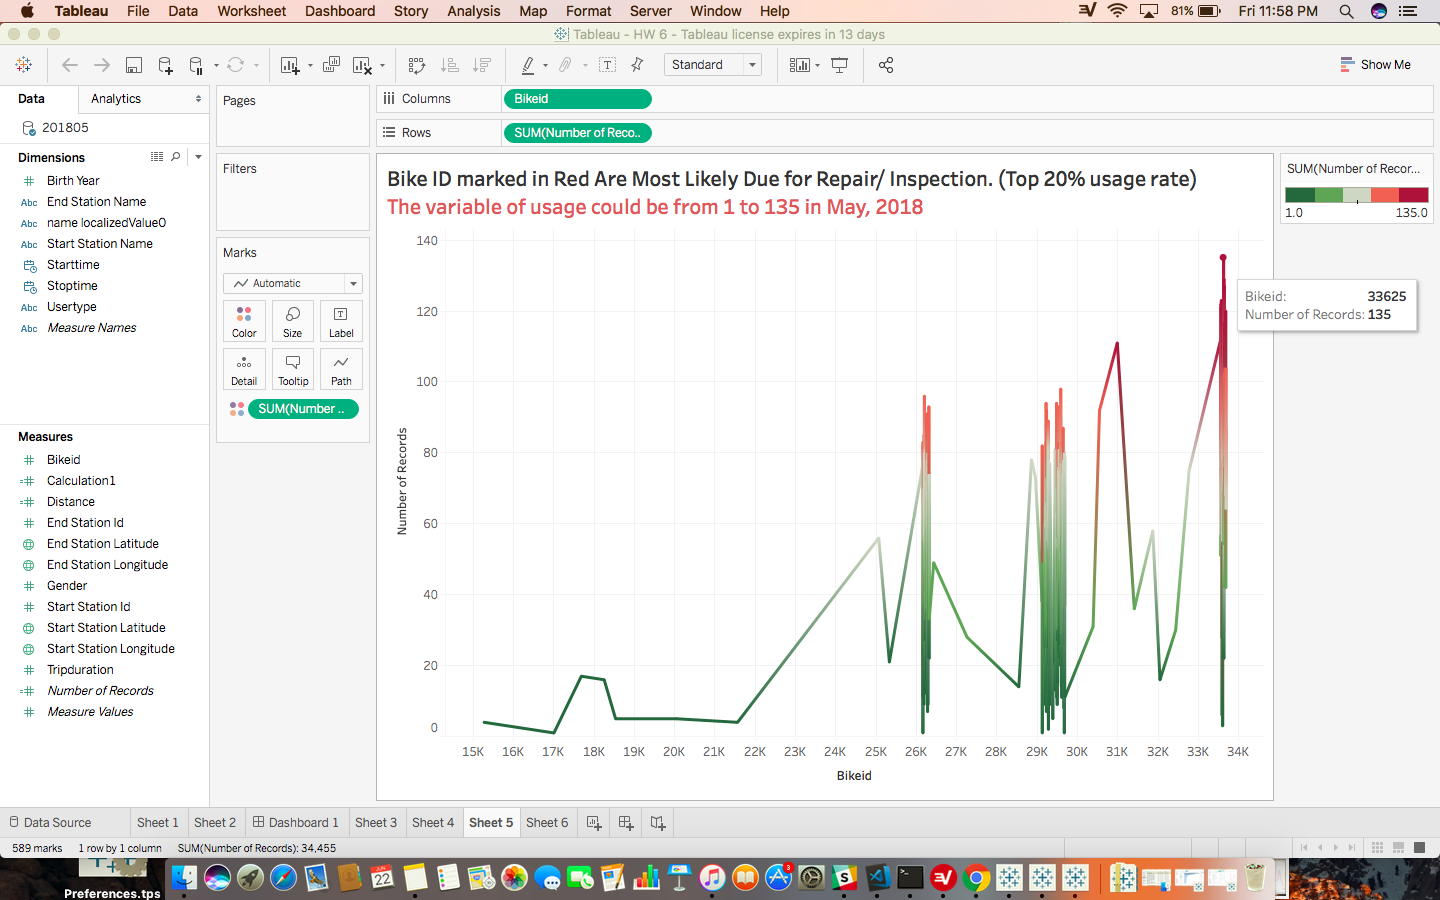 Tableau File Data Worksheet Dashboard Story Analysis Map Format Server Window Help 81% Fri 11:58 PM
Tableau - HW 6 - Tableau license expires in 13 days
Standard Show Me
Data Analytics
201805
Dimensions
Birth Year
Abc End Station Name
Abc name localizedValue0
Abc Start Station Name
Starttime
Stoptime
Abc Usertype
Abc Measure Names
Measures
Bikeid
Calculation1
Distance
End Station Id
End Station Latitude
End Station Longitude
Gender
Start Station Id
Start Station Latitude
Start Station Longitude
Tripduration
Number of Records
Measure Values
Pages
Filters
Marks
Automatic
Color Size Label
Detail Tooltip Path
SUM(Number ..
Columns Bikeid
Rows SUM(Number of Reco..
Bike ID marked in Red Are Most Likely Due for Repair/ Inspection. (Top 20% usage rate)
The variable of usage could be from 1 to 135 in May, 2018
140
120
100
80
60
40
20
0
Number of Records
15K 16K 17K 18K 19K 20K 21K 22K 23K 24K 25K 26K 27K 28K 29K 30K 31K 32K 33K 34K
Bikeid
Bikeid: 33625
Number of Records: 135
SUM(Number of Recor...
1.0 135.0
Data Source Sheet 1 Sheet 2 Dashboard 1 Sheet 3 Sheet 4 Sheet 5 Sheet 6
589 marks 1 row by 1 column SUM(Number of Records): 34,455
Preferences.tps
JUN
22
3